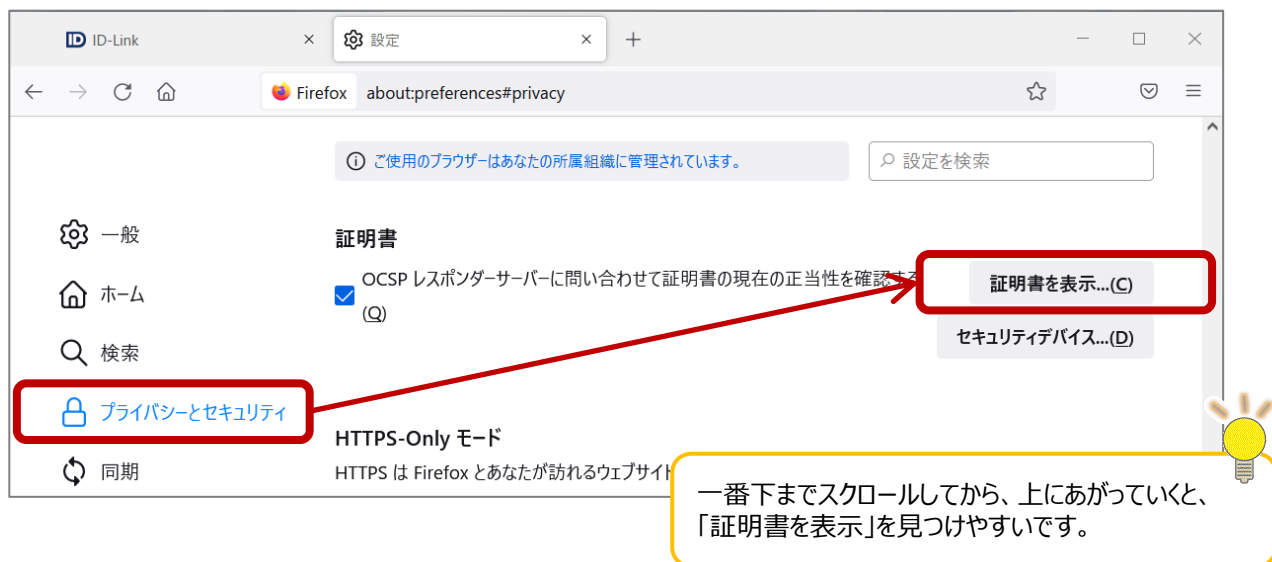 ID-Link
設定
Firefox about:preferences#privacy
ご使用のブラウザーはあなたの所属組織に管理されています。
設定を検索
一般
ホーム
検索
プライバシーとセキュリティ
同期
証明書
OCSP レスポンダーサーバーに問い合わせて証明書の現在の正当性を確認する
(Q)
証明書を表示...(C)
セキュリティデバイス...(D)
HTTPS-Only モード
HTTPS は Firefox とあなたが訪れるウェブサイト
一番下までスクロールしてから、上にあがっていくと、
「証明書を表示」を見つけやすいです。